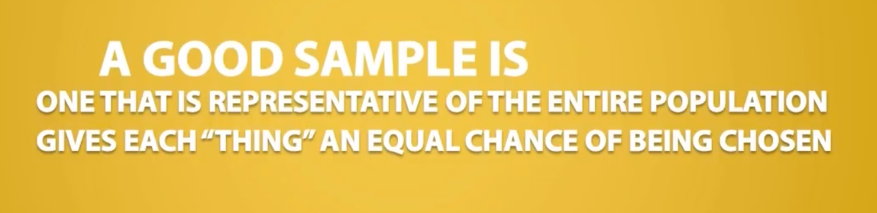 A GOOD SAMPLE IS
ONE THAT IS REPRESENTATIVE OF THE ENTIRE POPULATION
GIVES EACH “THING” AN EQUAL CHANCE OF BEING CHOSEN